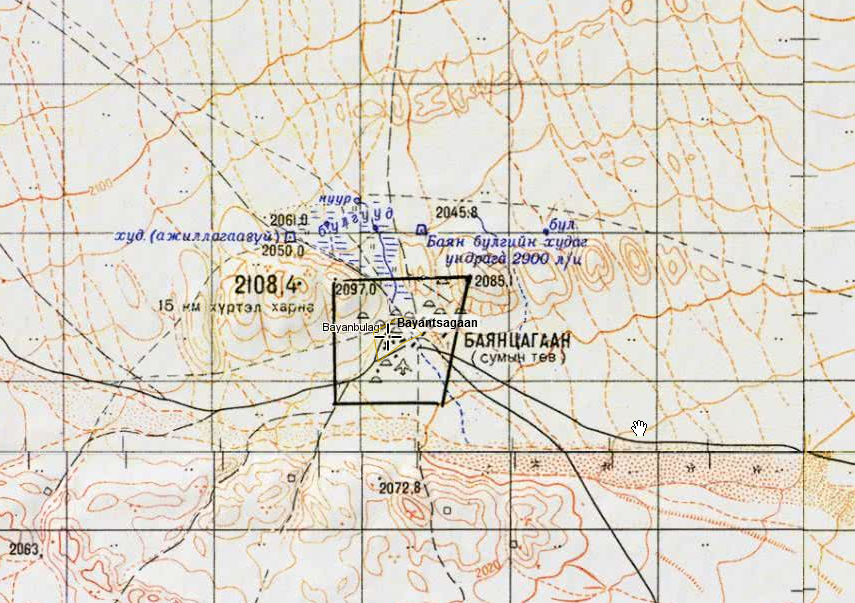 2100
нуур
2061.0
булгууд
2045.8
бул.
худ. (ажиллагаагүй)
2050.0
Баян булгийн худаг
ундрага 2900 л/ц
2108,4
2097,0
2085,1
15 км хүртэл харна
Bayanbulag
Bayantsagaan
БАЯНЦАГААН
(сумын төв)
2072,8
2063
2020